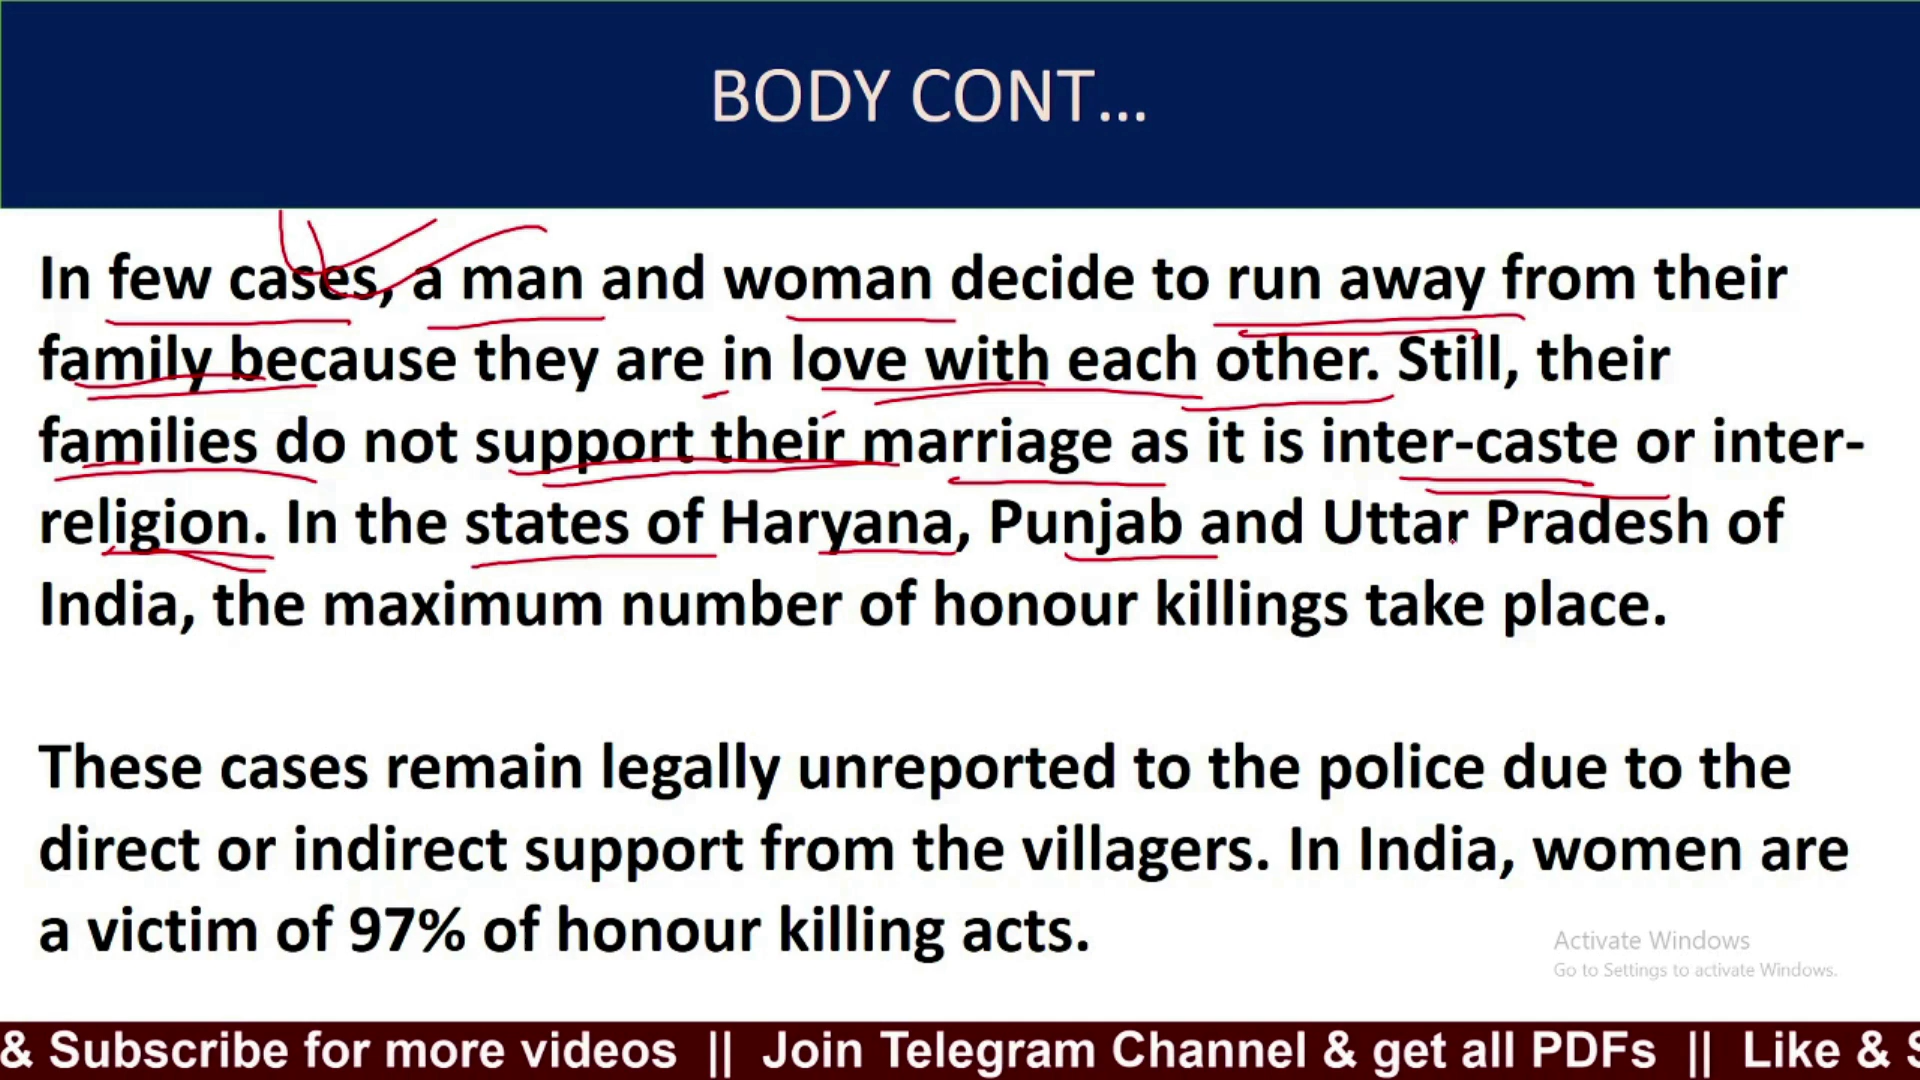 BODY CONT...
In few cases, a man and woman decide to run away from their
family because they are in love with each other. Still, their
families do not support their marriage as it is inter-caste or inter-
religion. In the states of Haryana, Punjab and Uttar Pradesh of
India, the maximum number of honour killings take place.
These cases remain legally unreported to the police due to the
direct or indirect support from the villagers. In India, women are
a victim of 97% of honour killing acts.
Activate Windows
Go to Settings to activate Windows.
& Subscribe for more videos || Join Telegram Channel & get all PDFs || Like & S